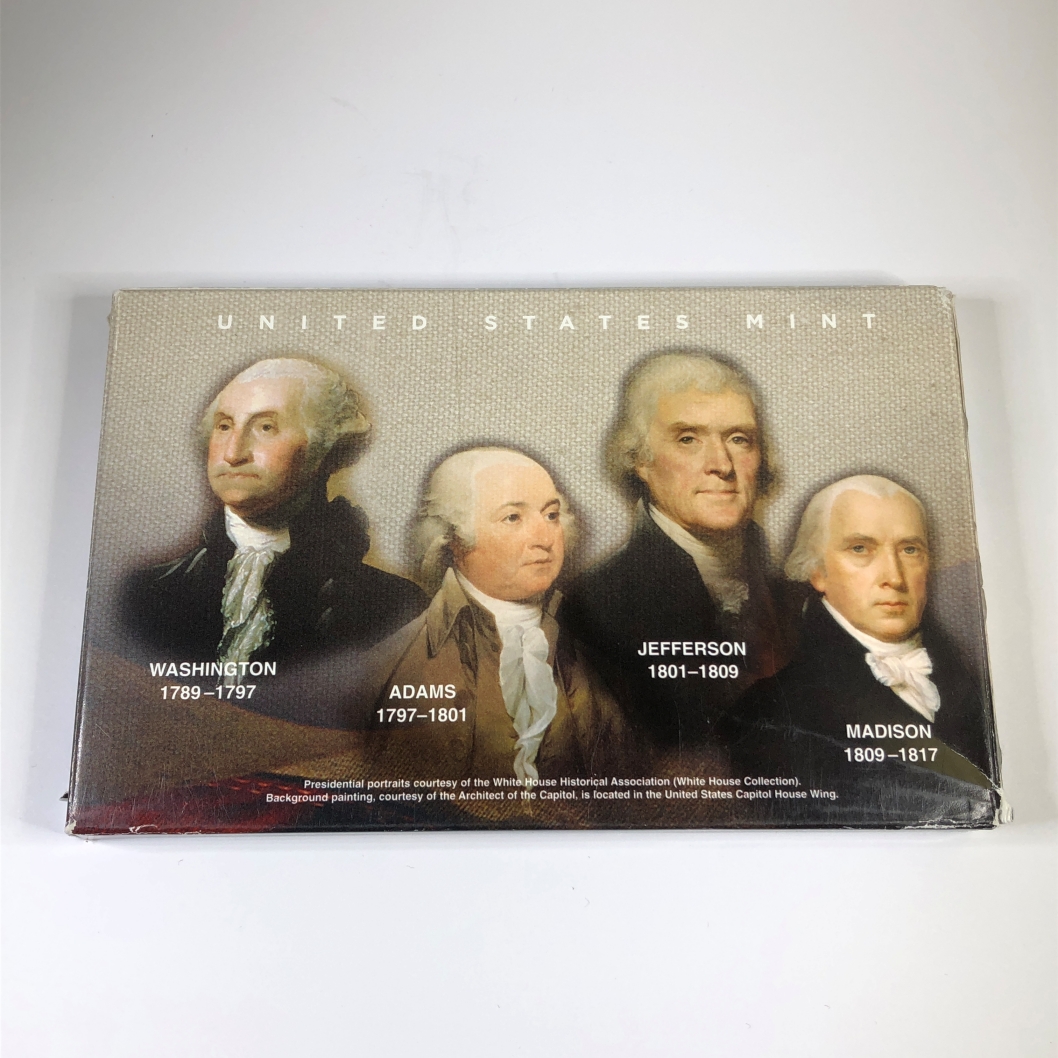 UNITED STATES MINT
WASHINGTON
1789–1797
ADAMS
1797–1801
JEFFERSON
1801–1809
MADISON
1809–1817
Presidential portraits courtesy of the White House Historical Association (White House Collection).
Background painting, courtesy of the Architect of the Capitol, is located in the United States Capitol House Wing.